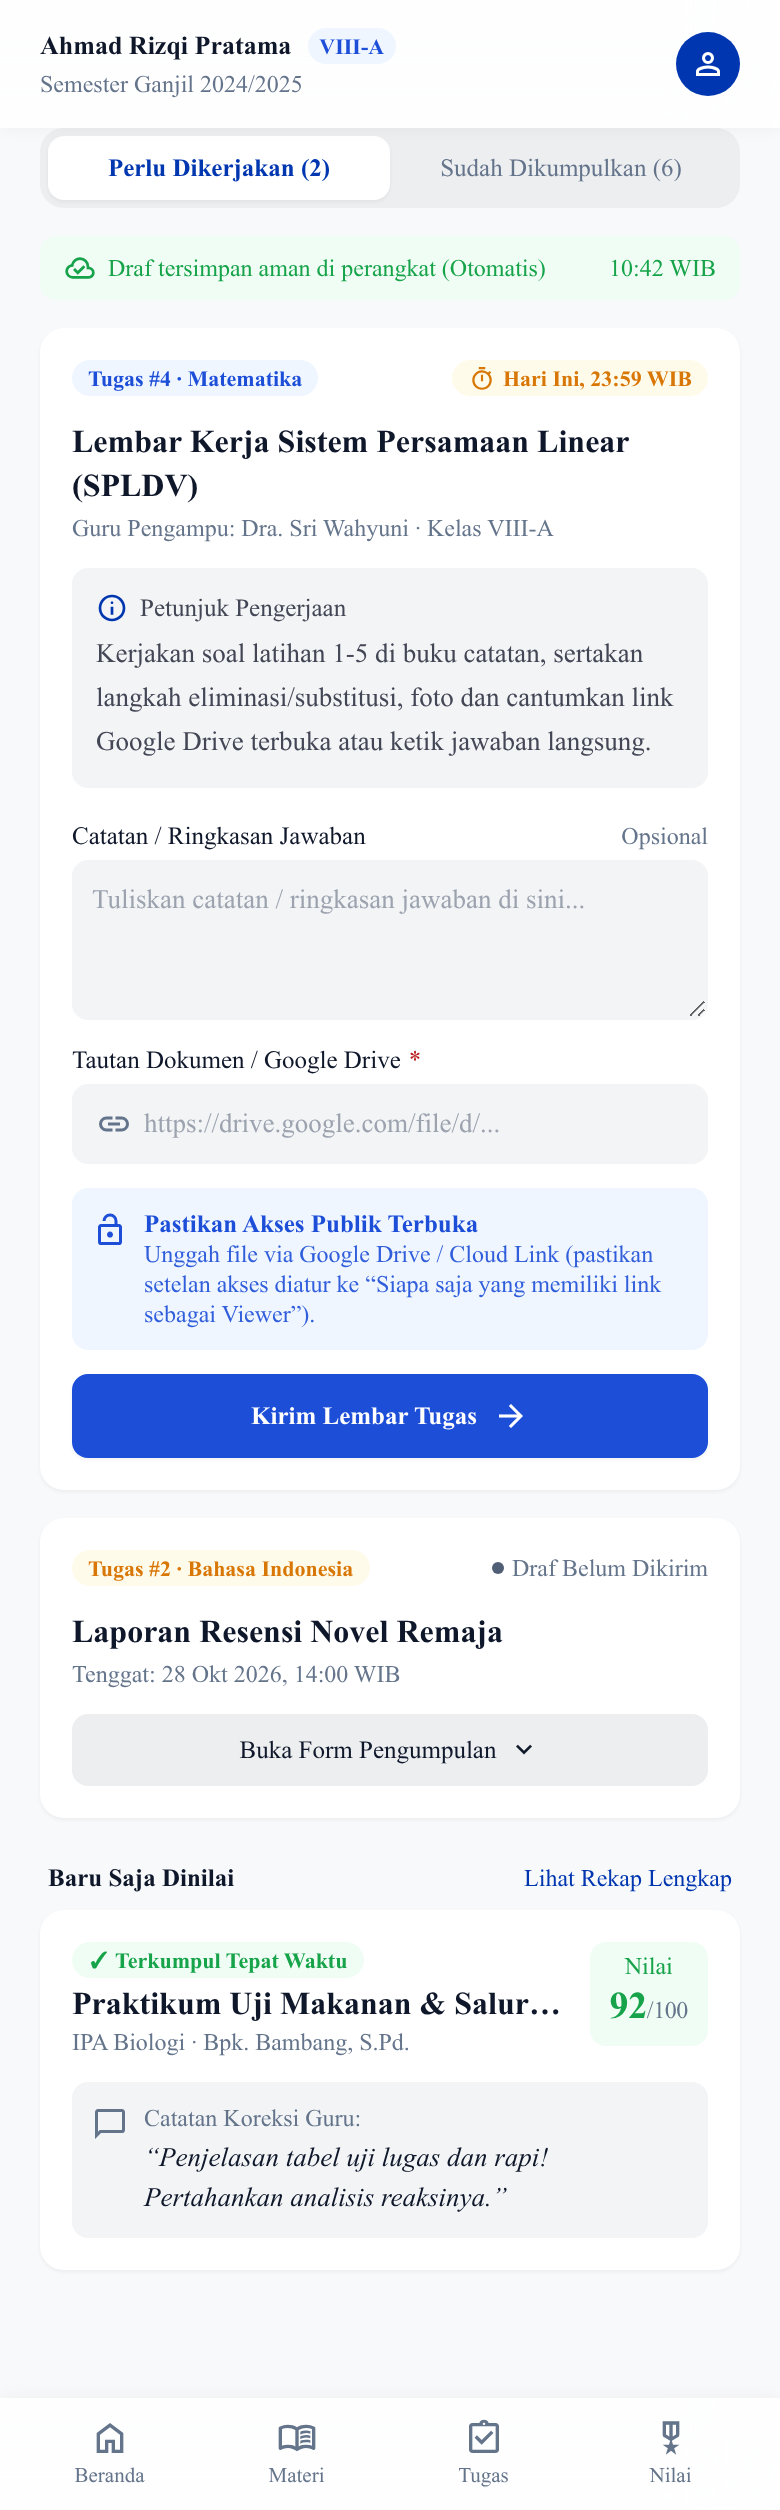 Ahmad Rizqi Pratama VIII-A
Semester Ganjil 2024/2025
Perlu Dikerjakan (2) Sudah Dikumpulkan (6)
Draf tersimpan aman di perangkat (Otomatis) 10:42 WIB
Tugas #4 · Matematika Hari Ini, 23:59 WIB
Lembar Kerja Sistem Persamaan Linear
(SPLDV)
Guru Pengampu: Dra. Sri Wahyuni · Kelas VIII-A
Petunjuk Pengerjaan
Kerjakan soal latihan 1-5 di buku catatan, sertakan
langkah eliminasi/substitusi, foto dan cantumkan link
Google Drive terbuka atau ketik jawaban langsung.
Catatan / Ringkasan Jawaban Opsional
Tuliskan catatan / ringkasan jawaban di sini...
Tautan Dokumen / Google Drive *
https://drive.google.com/file/d/...
Pastikan Akses Publik Terbuka
Unggah file via Google Drive / Cloud Link (pastikan
setelan akses diatur ke “Siapa saja yang memiliki link
sebagai Viewer”).
Kirim Lembar Tugas
Tugas #2 · Bahasa Indonesia Draf Belum Dikirim
Laporan Resensi Novel Remaja
Tenggat: 28 Okt 2026, 14:00 WIB
Buka Form Pengumpulan
Baru Saja Dinilai Lihat Rekap Lengkap
✓ Terkumpul Tepat Waktu Nilai
Praktikum Uji Makanan & Salur... 92/100
IPA Biologi · Bpk. Bambang, S.Pd.
Catatan Koreksi Guru:
“Penjelasan tabel uji lugas dan rapi!
Pertahankan analisis reaksinya.”
Beranda Materi Tugas Nilai